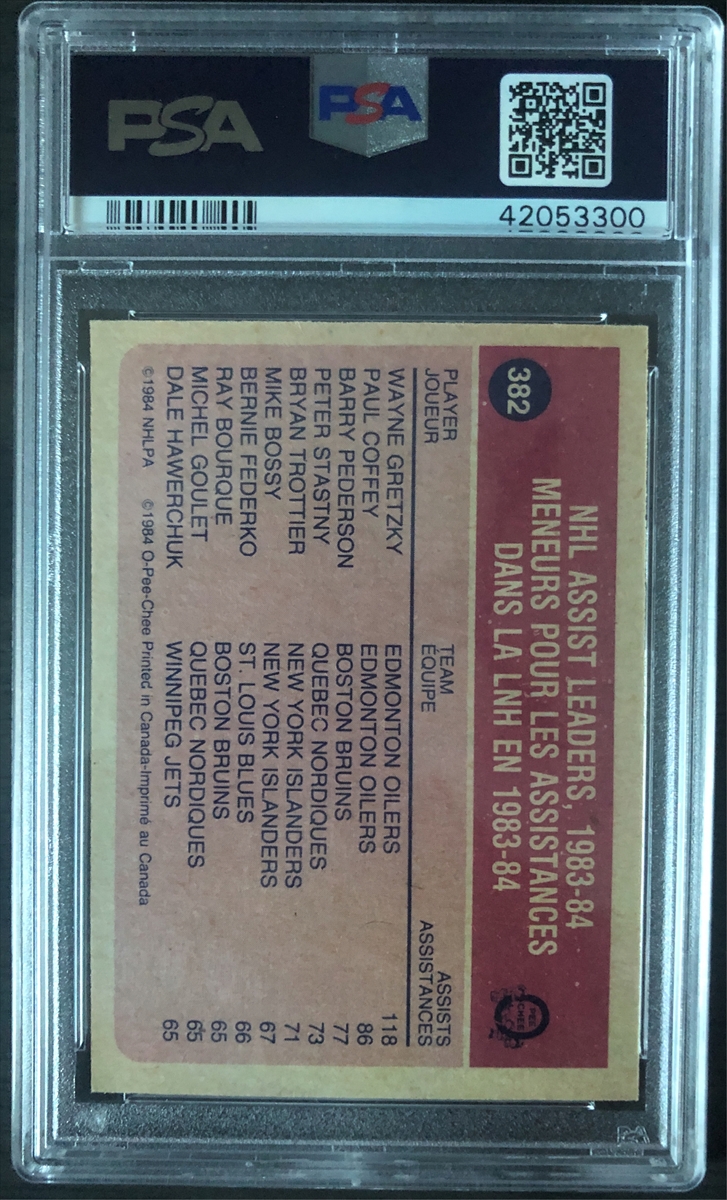 PSA
PSA
42053300
382
NHL ASSIST LEADERS, 1983-84
MENEURS POUR LES ASSISTANCES
DANS LA LNH EN 1983-84
O PEE CHEE
PLAYER TEAM ASSISTS
JOUEUR ÉQUIPE ASSISTANCES
WAYNE GRETZKY EDMONTON OILERS 118
PAUL COFFEY EDMONTON OILERS 86
BARRY PEDERSON BOSTON BRUINS 77
PETER STASTNY QUEBEC NORDIQUES 73
BRYAN TROTTIER NEW YORK ISLANDERS 71
MIKE BOSSY NEW YORK ISLANDERS 67
BERNIE FEDERKO ST. LOUIS BLUES 66
RAY BOURQUE BOSTON BRUINS 65
MICHEL GOULET QUEBEC NORDIQUES 65
DALE HAWERCHUK WINNIPEG JETS 65
©1984 NHLPA ©1984 O-Pee-Chee Printed in Canada-Imprimé au Canada